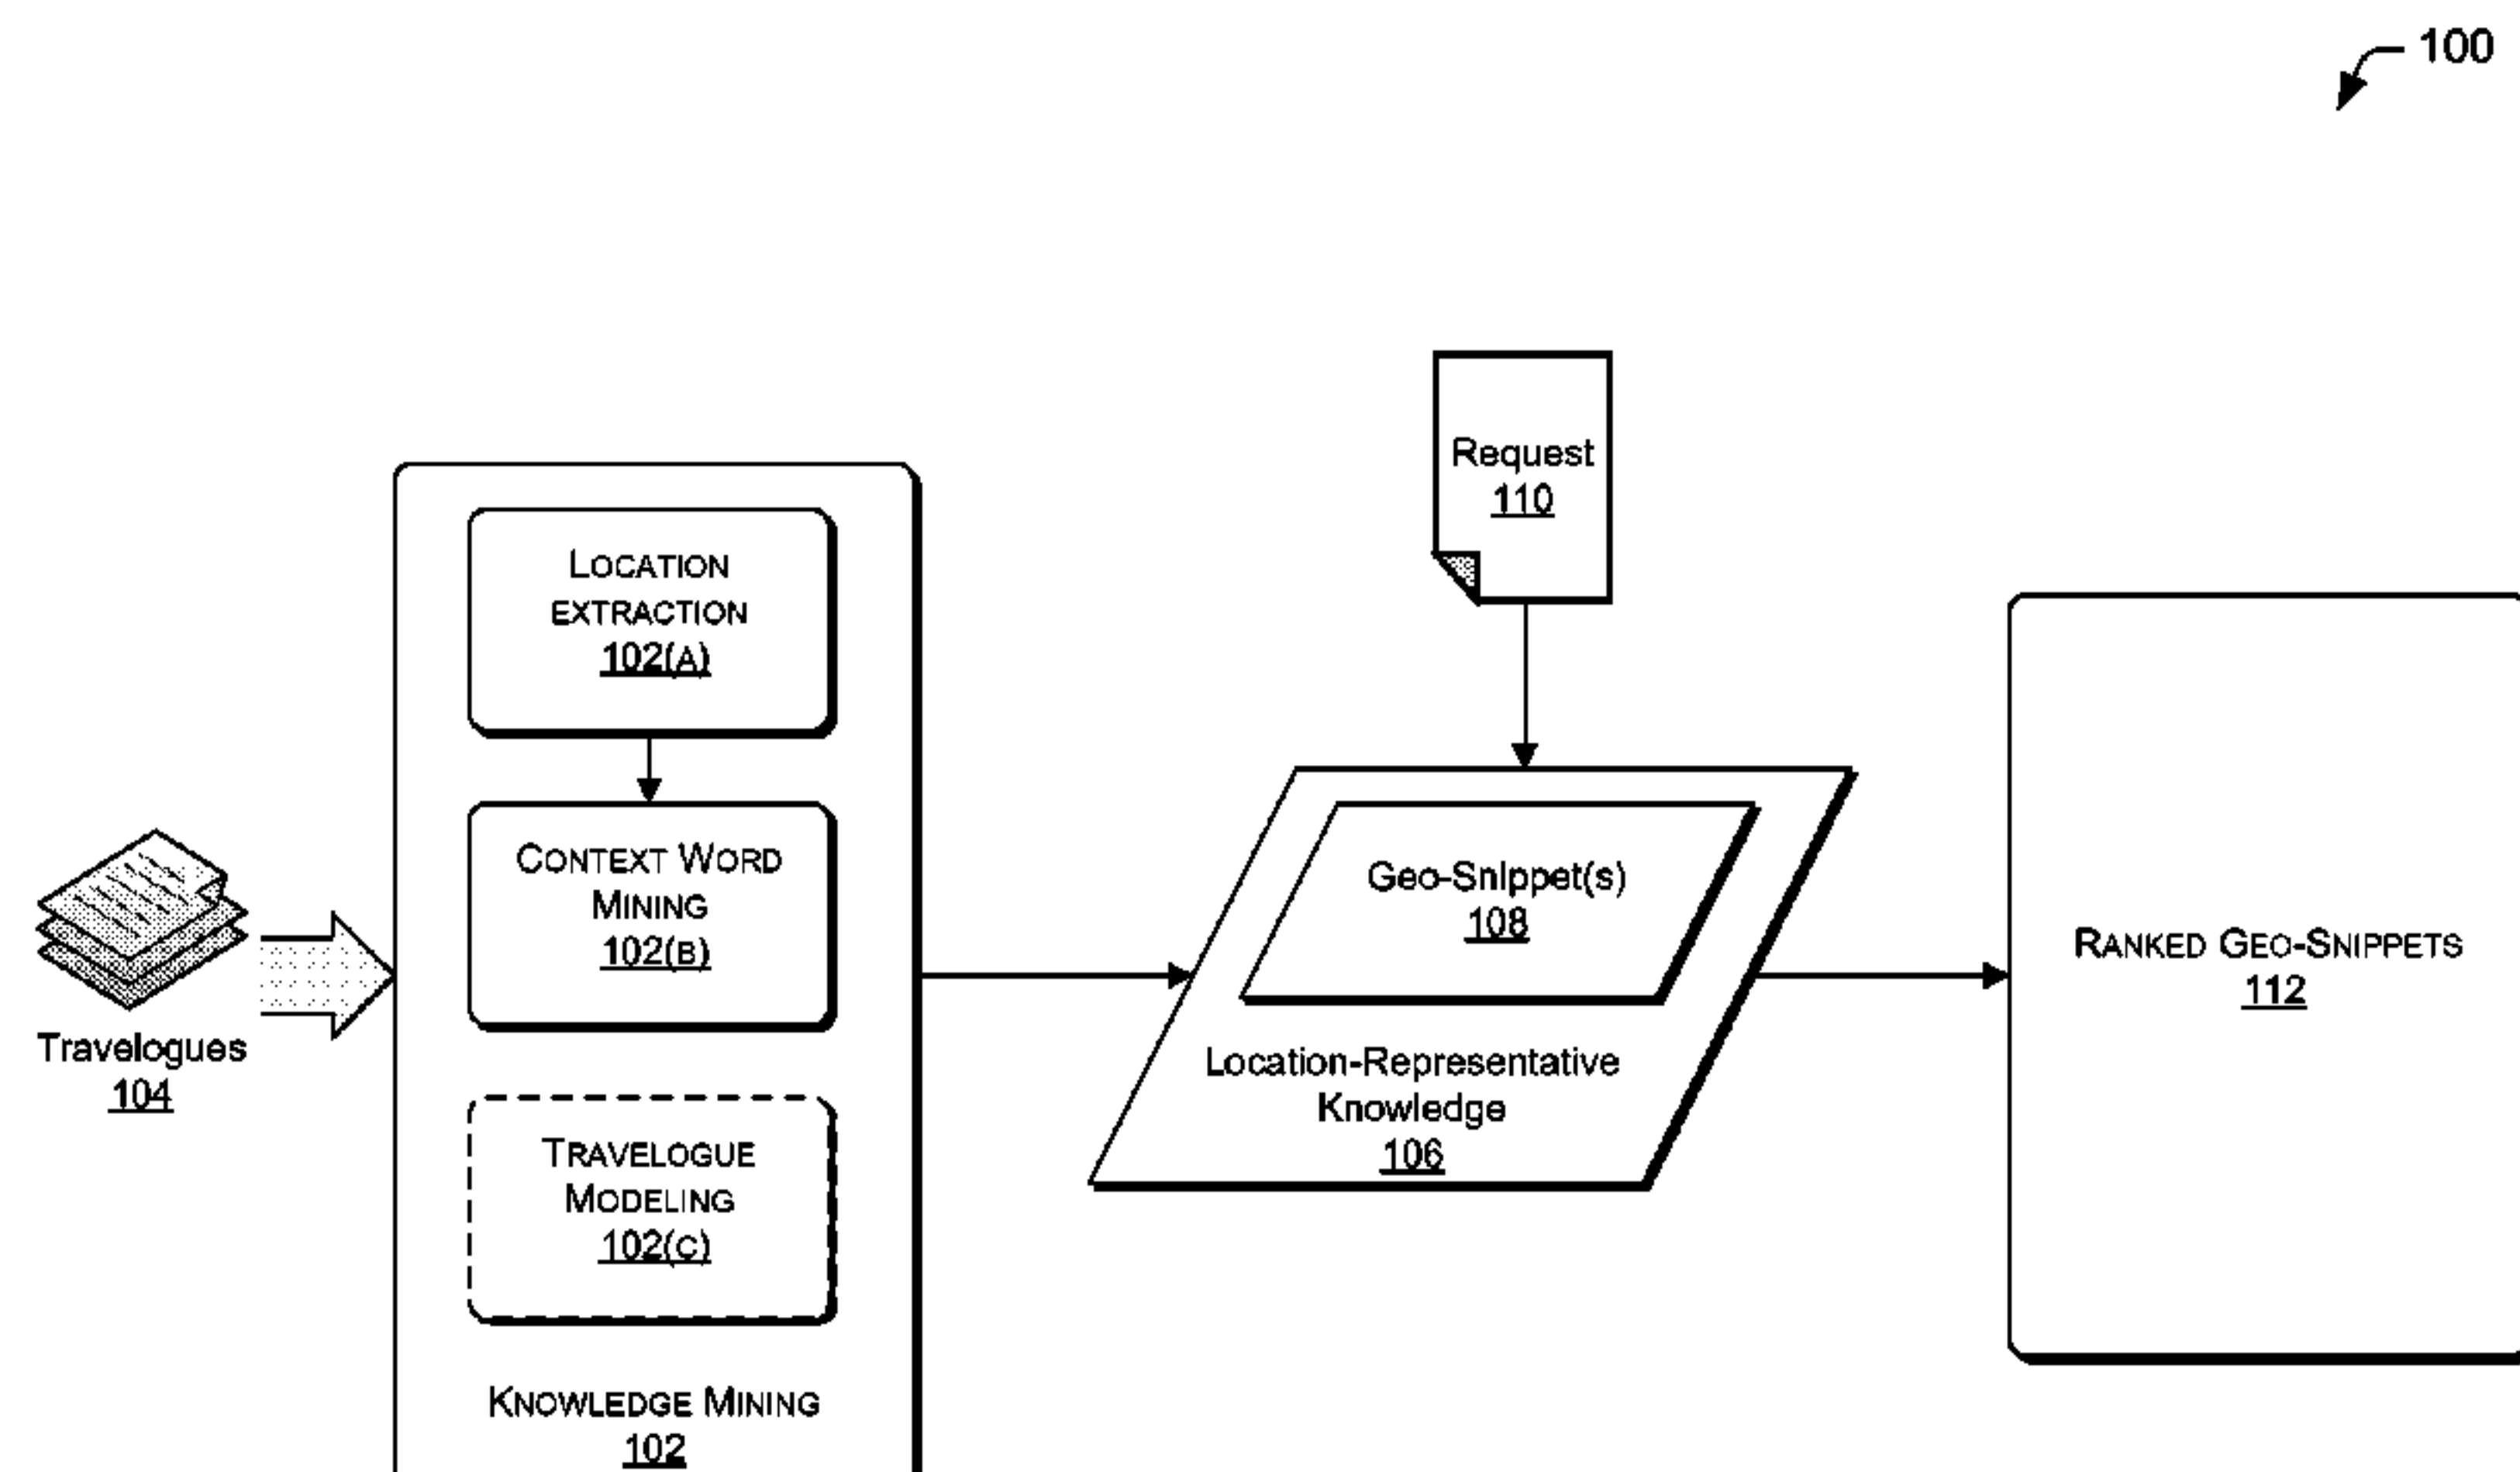 100
Request
110
LOCATION
EXTRACTION
102(A)
CONTEXT WORD
MINING
102(B)
Geo-Snippet(s)
108
RANKED GEO-SNIPPETS
112
Travelogues
104
Location-Representative
Knowledge
106
TRAVELOGUE
MODELING
102(C)
KNOWLEDGE MINING
102